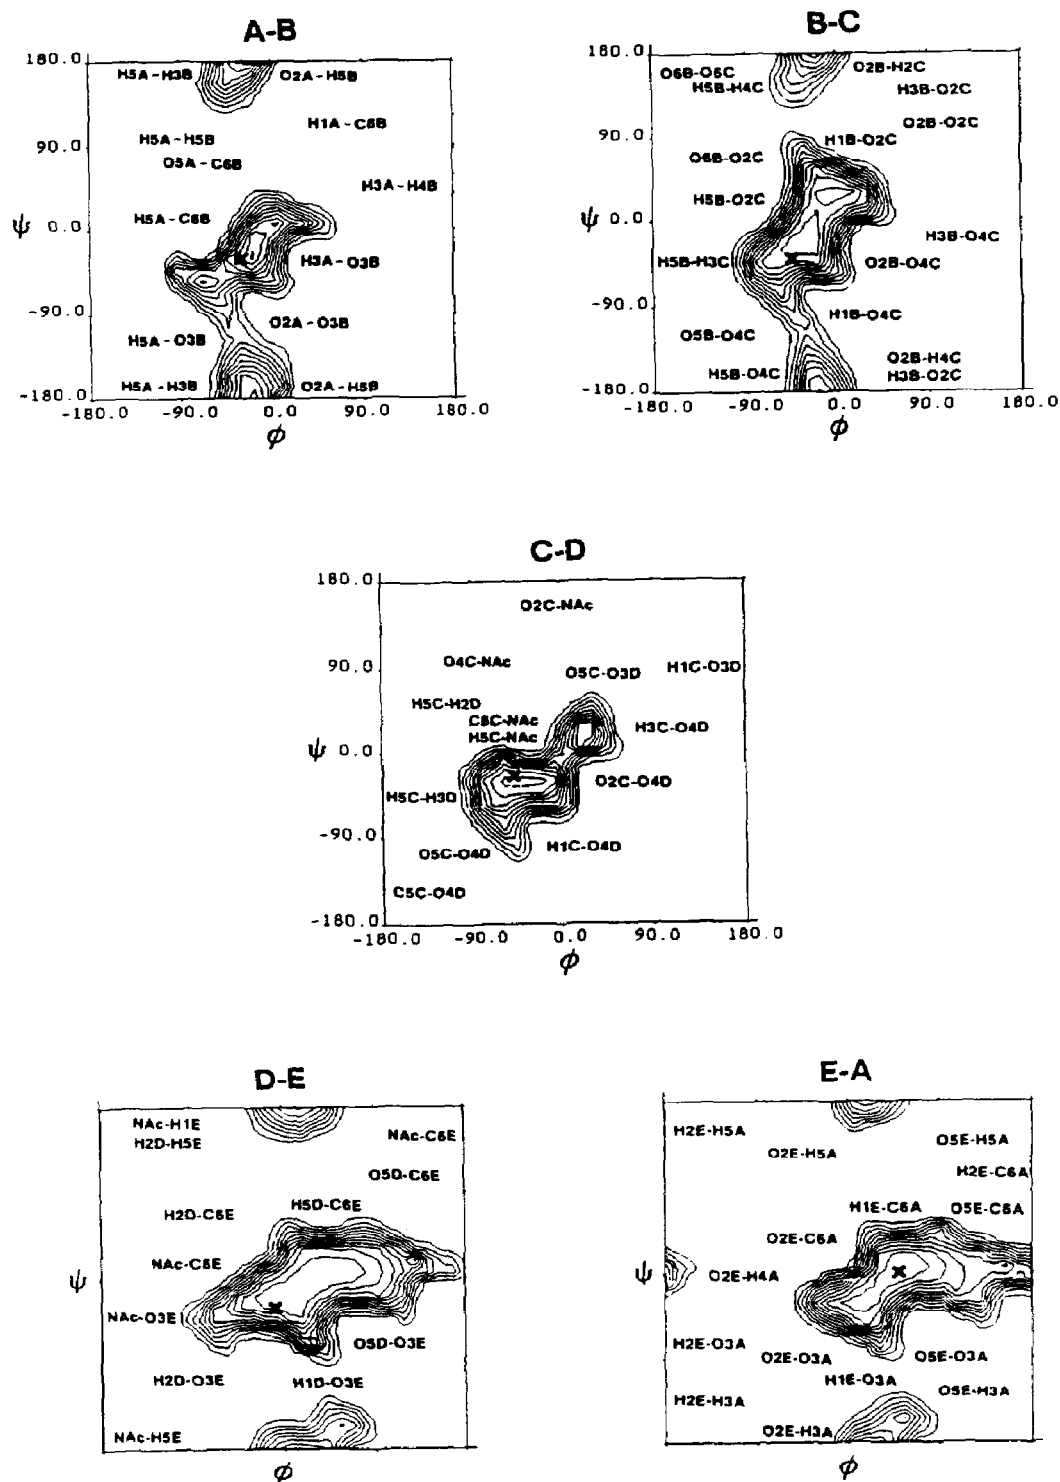 A-B
180.0
H5A-H3B
O2A-H5B
H1A-C6B
H5A-H5B
90.0
O5A-C6B
H3A-H4B
H5A-C6B
ψ 0.0
H3A-O3B
-90.0
O2A-O3B
H5A-O3B
H5A-H3B
O2A-H5B
-180.0
-180.0 -90.0 0.0 90.0 180.0
φ
B-C
180.0
O6B-O6C
O2B-H2C
H5B-H4C
H3B-O2C
O2B-O2C
90.0
H1B-O2C
O6B-O2C
H5B-O2C
ψ 0.0
H3B-O4C
H5B-H3C
O2B-O4C
-90.0
H1B-O4C
O5B-O4C
O2B-H4C
H5B-O4C
H3B-O2C
-180.0
-180.0 -90.0 0.0 90.0 180.0
φ
C-D
180.0
O2C-NAc
90.0
O4C-NAc
H1C-O3D
O5C-O3D
H5C-H2D
C6C-NAc
H5C-NAc
H3C-O4D
ψ 0.0
O2C-O4D
H5C-H3D
-90.0
H1C-O4D
O5C-O4D
C5C-O4D
-180.0
-180.0 -90.0 0.0 90.0 180.0
φ
D-E
NAc-H1E
H2D-H5E
NAc-C6E
O5D-C6E
H5D-C6E
H2D-C6E
NAc-C6E
ψ
NAc-O3E
O5D-O3E
H2D-O3E
H1D-O3E
NAc-H5E
φ
E-A
H2E-H5A
O5E-H5A
O2E-H5A
H2E-C6A
H1E-C6A
O5E-C6A
O2E-C6A
ψ
O2E-H4A
H2E-O3A
O2E-O3A
O5E-O3A
H1E-O3A
O5E-H3A
H2E-H3A
O2E-H3A
φ